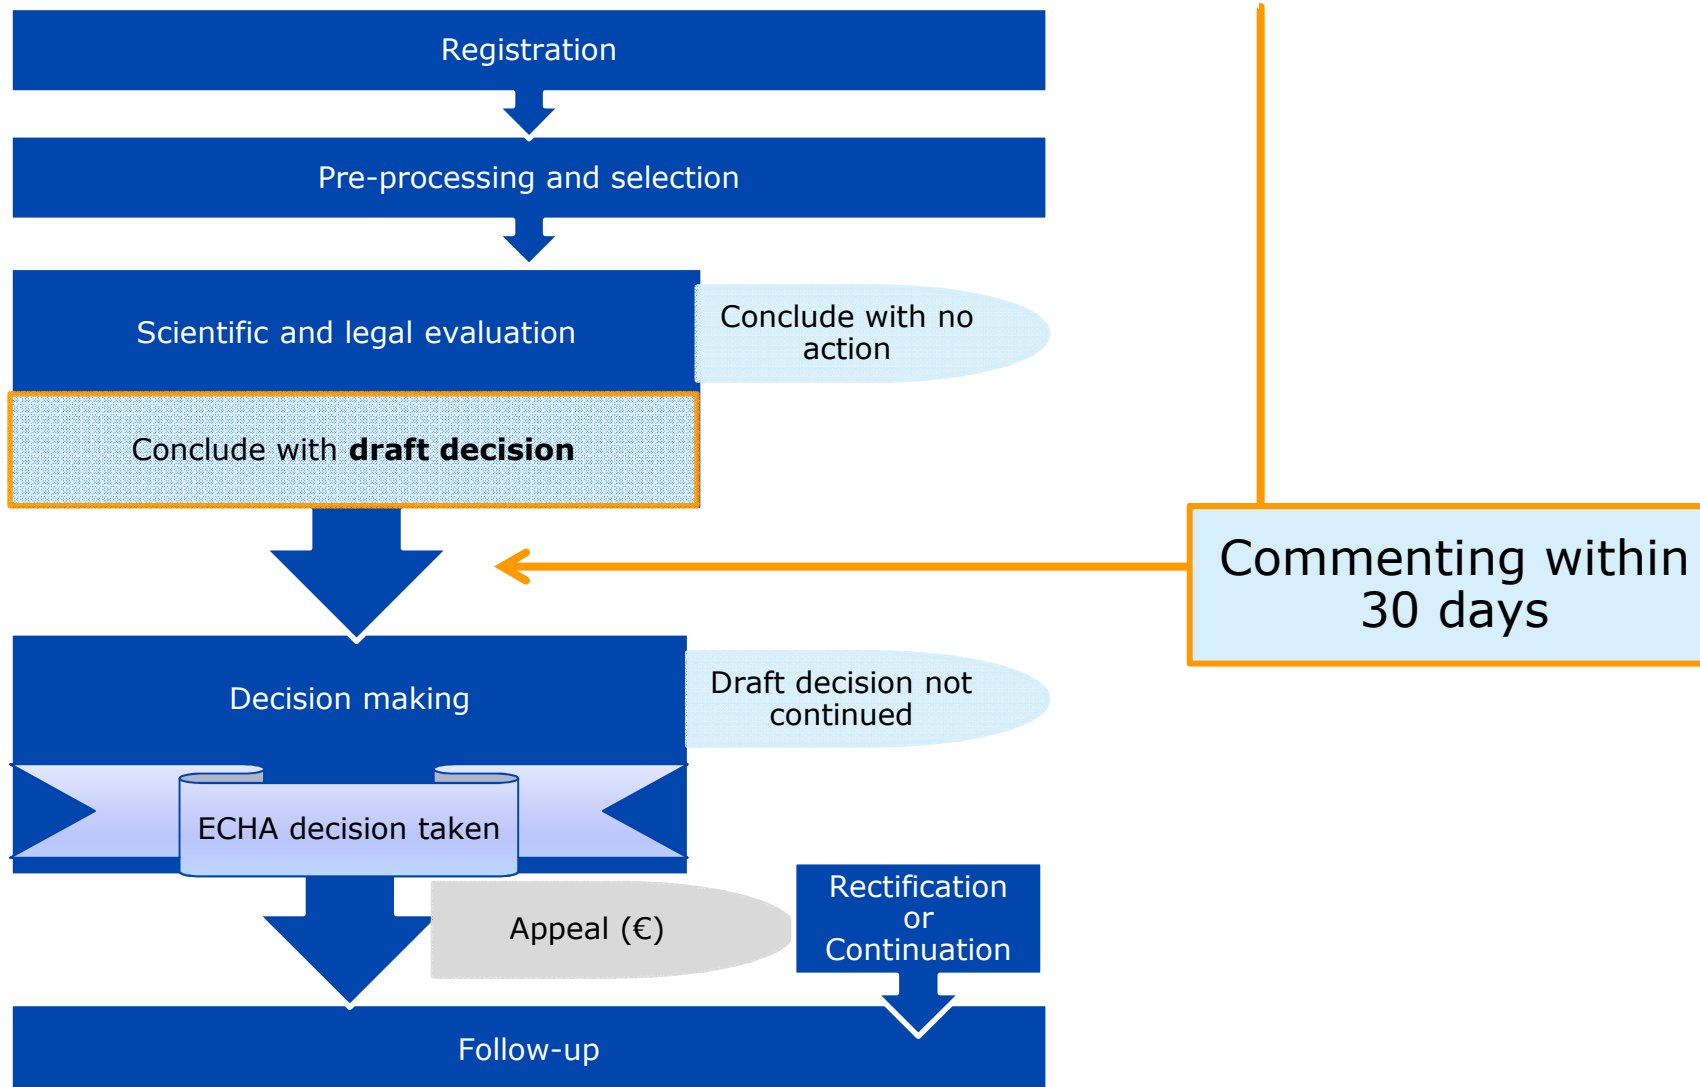 Registration
Pre-processing and selection
Scientific and legal evaluation
Conclude with no
action
Conclude with draft decision
Commenting within
30 days
Decision making
Draft decision not
continued
ECHA decision taken
Appeal (€)
Rectification
or
Continuation
Follow-up